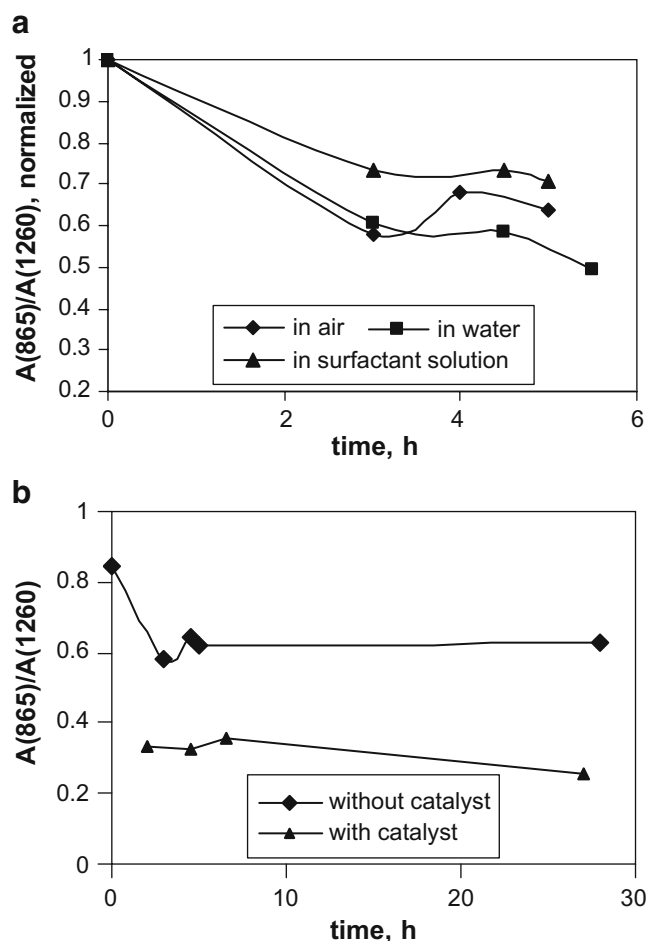 a
A(865)/A(1260), normalized
1
0.9
0.8
0.7
0.6
0.5
0.4
0.3
0.2
in air in water
in surfactant solution
0 2 4 6
time, h
b
A(865)/A(1260)
1
0.8
0.6
0.4
0.2
0
without catalyst
with catalyst
0 10 20 30
time, h